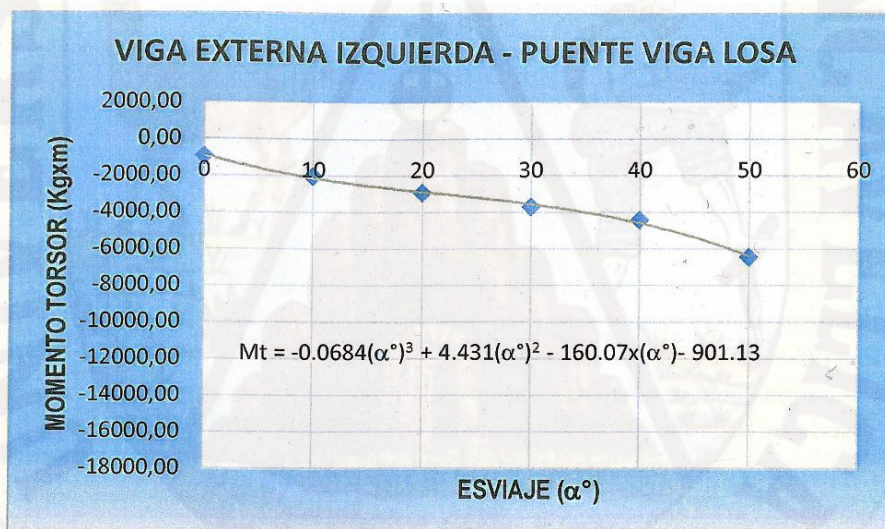 VIGA EXTERNA IZQUIERDA - PUENTE VIGA LOSA
MOMENTO TORSOR (Kgxm)
2000,00
0,00
-2000,00
-4000,00
-6000,00
-8000,00
-10000,00
-12000,00
-14000,00
-16000,00
-18000,00
0 10 20 30 40 50 60
Mt = -0.0684(α°)³ + 4.431(α°)² - 160.07x(α°)- 901.13
ESVIAJE (α°)